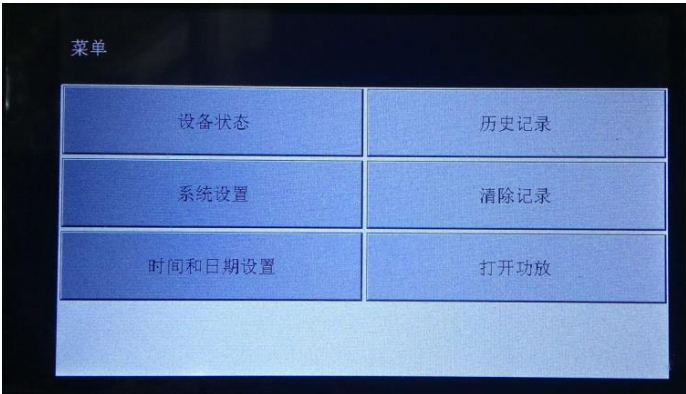 菜单
设备状态
历史记录
系统设置
清除记录
时间和日期设置
打开功放